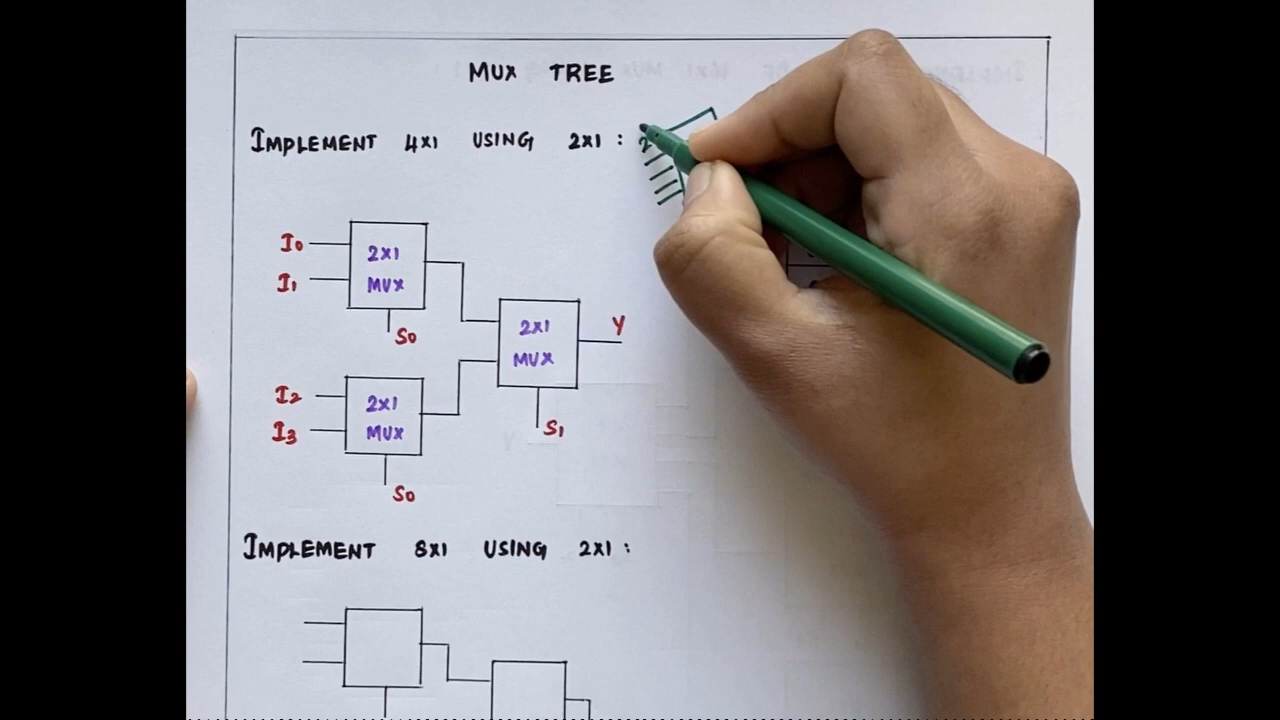 MUX TREE
IMPLEMENT 4X1 USING 2X1 :
I0
I1
2X1
MUX
S0
2X1
MUX
Y
S1
I2
I3
2X1
MUX
S0
IMPLEMENT 8X1 USING 2X1 :